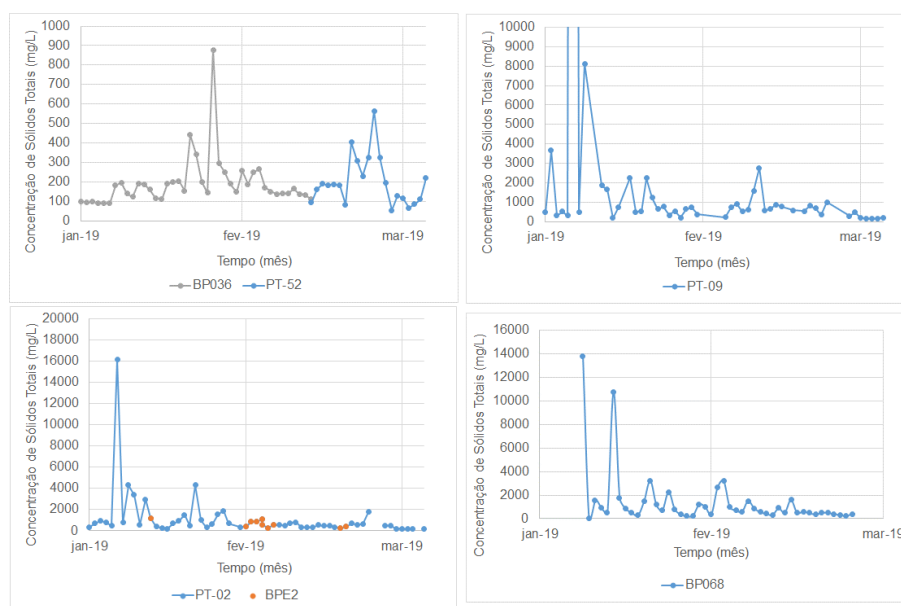 Concentração de Sólidos Totais (mg/L)
1000
900
800
700
600
500
400
300
200
100
0
jan-19 fev-19 mar-19
Tempo (mês)
BP036 PT-52
Concentração de Sólidos Totais (mg/L)
10000
9000
8000
7000
6000
5000
4000
3000
2000
1000
0
jan-19 fev-19 mar-19
Tempo (mês)
PT-09
Concentração de Sólidos Totais (mg/L)
20000
18000
16000
14000
12000
10000
8000
6000
4000
2000
0
jan-19 fev-19 mar-19
Tempo (mês)
PT-02 BPE2
Concentração de Sólidos Totais (mg/L)
16000
14000
12000
10000
8000
6000
4000
2000
0
jan-19 fev-19 mar-19
Tempo (mês)
BP068